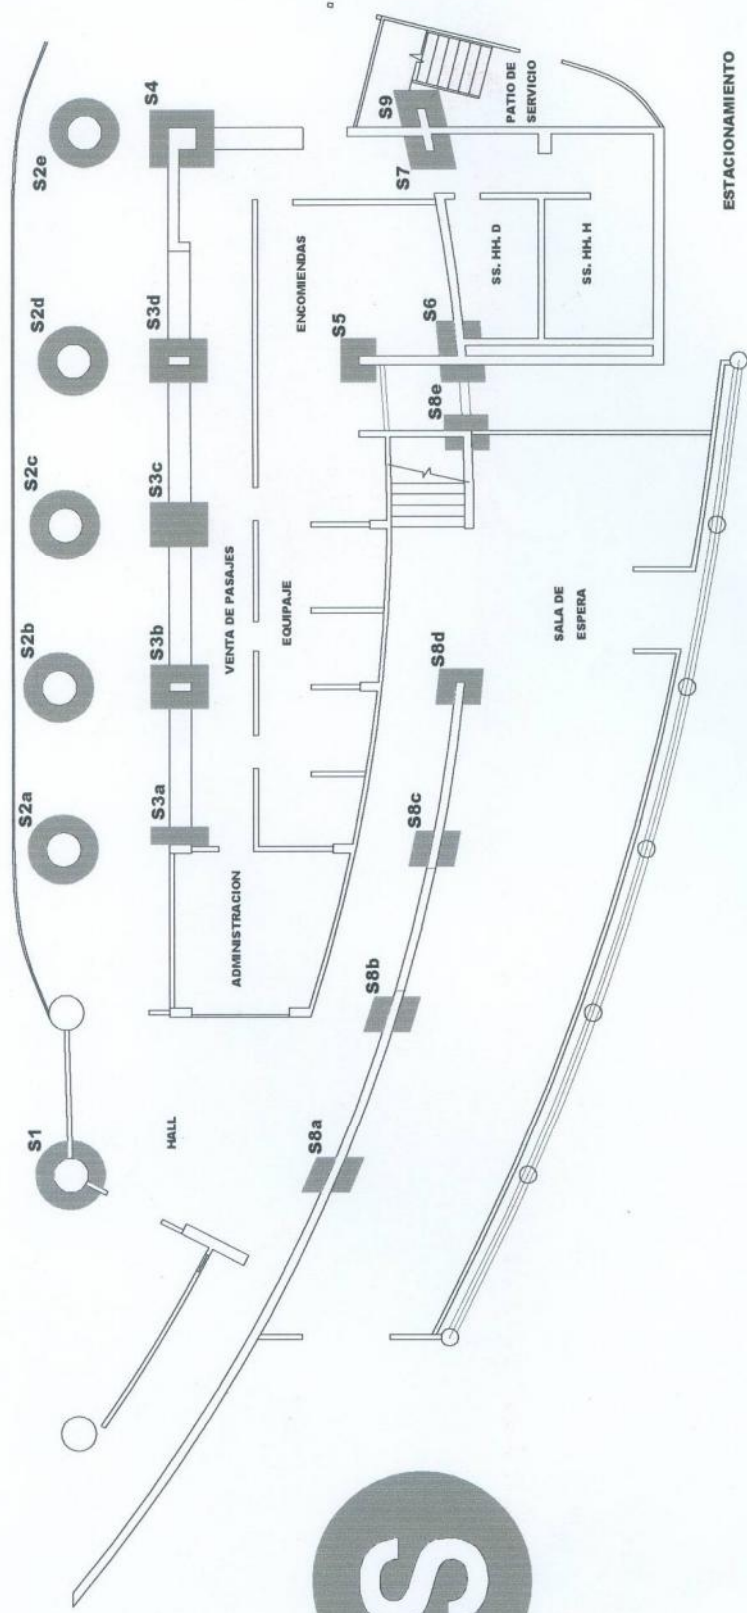 S2e
S4
S9
PATIO DE
SERVICIO
ESTACIONAMIENTO
S7
S2d
S3d
ENCOMIENDAS
S5
S6
SS. HH. D
SS. HH. H
S8e
S2c
S3c
VENTA DE PASAJES
EQUIPAJE
SALA DE
ESPERA
S2b
S3b
S8d
S2a
S3a
S8c
ADMINISTRACION
S8b
S1
HALL
S8a
S